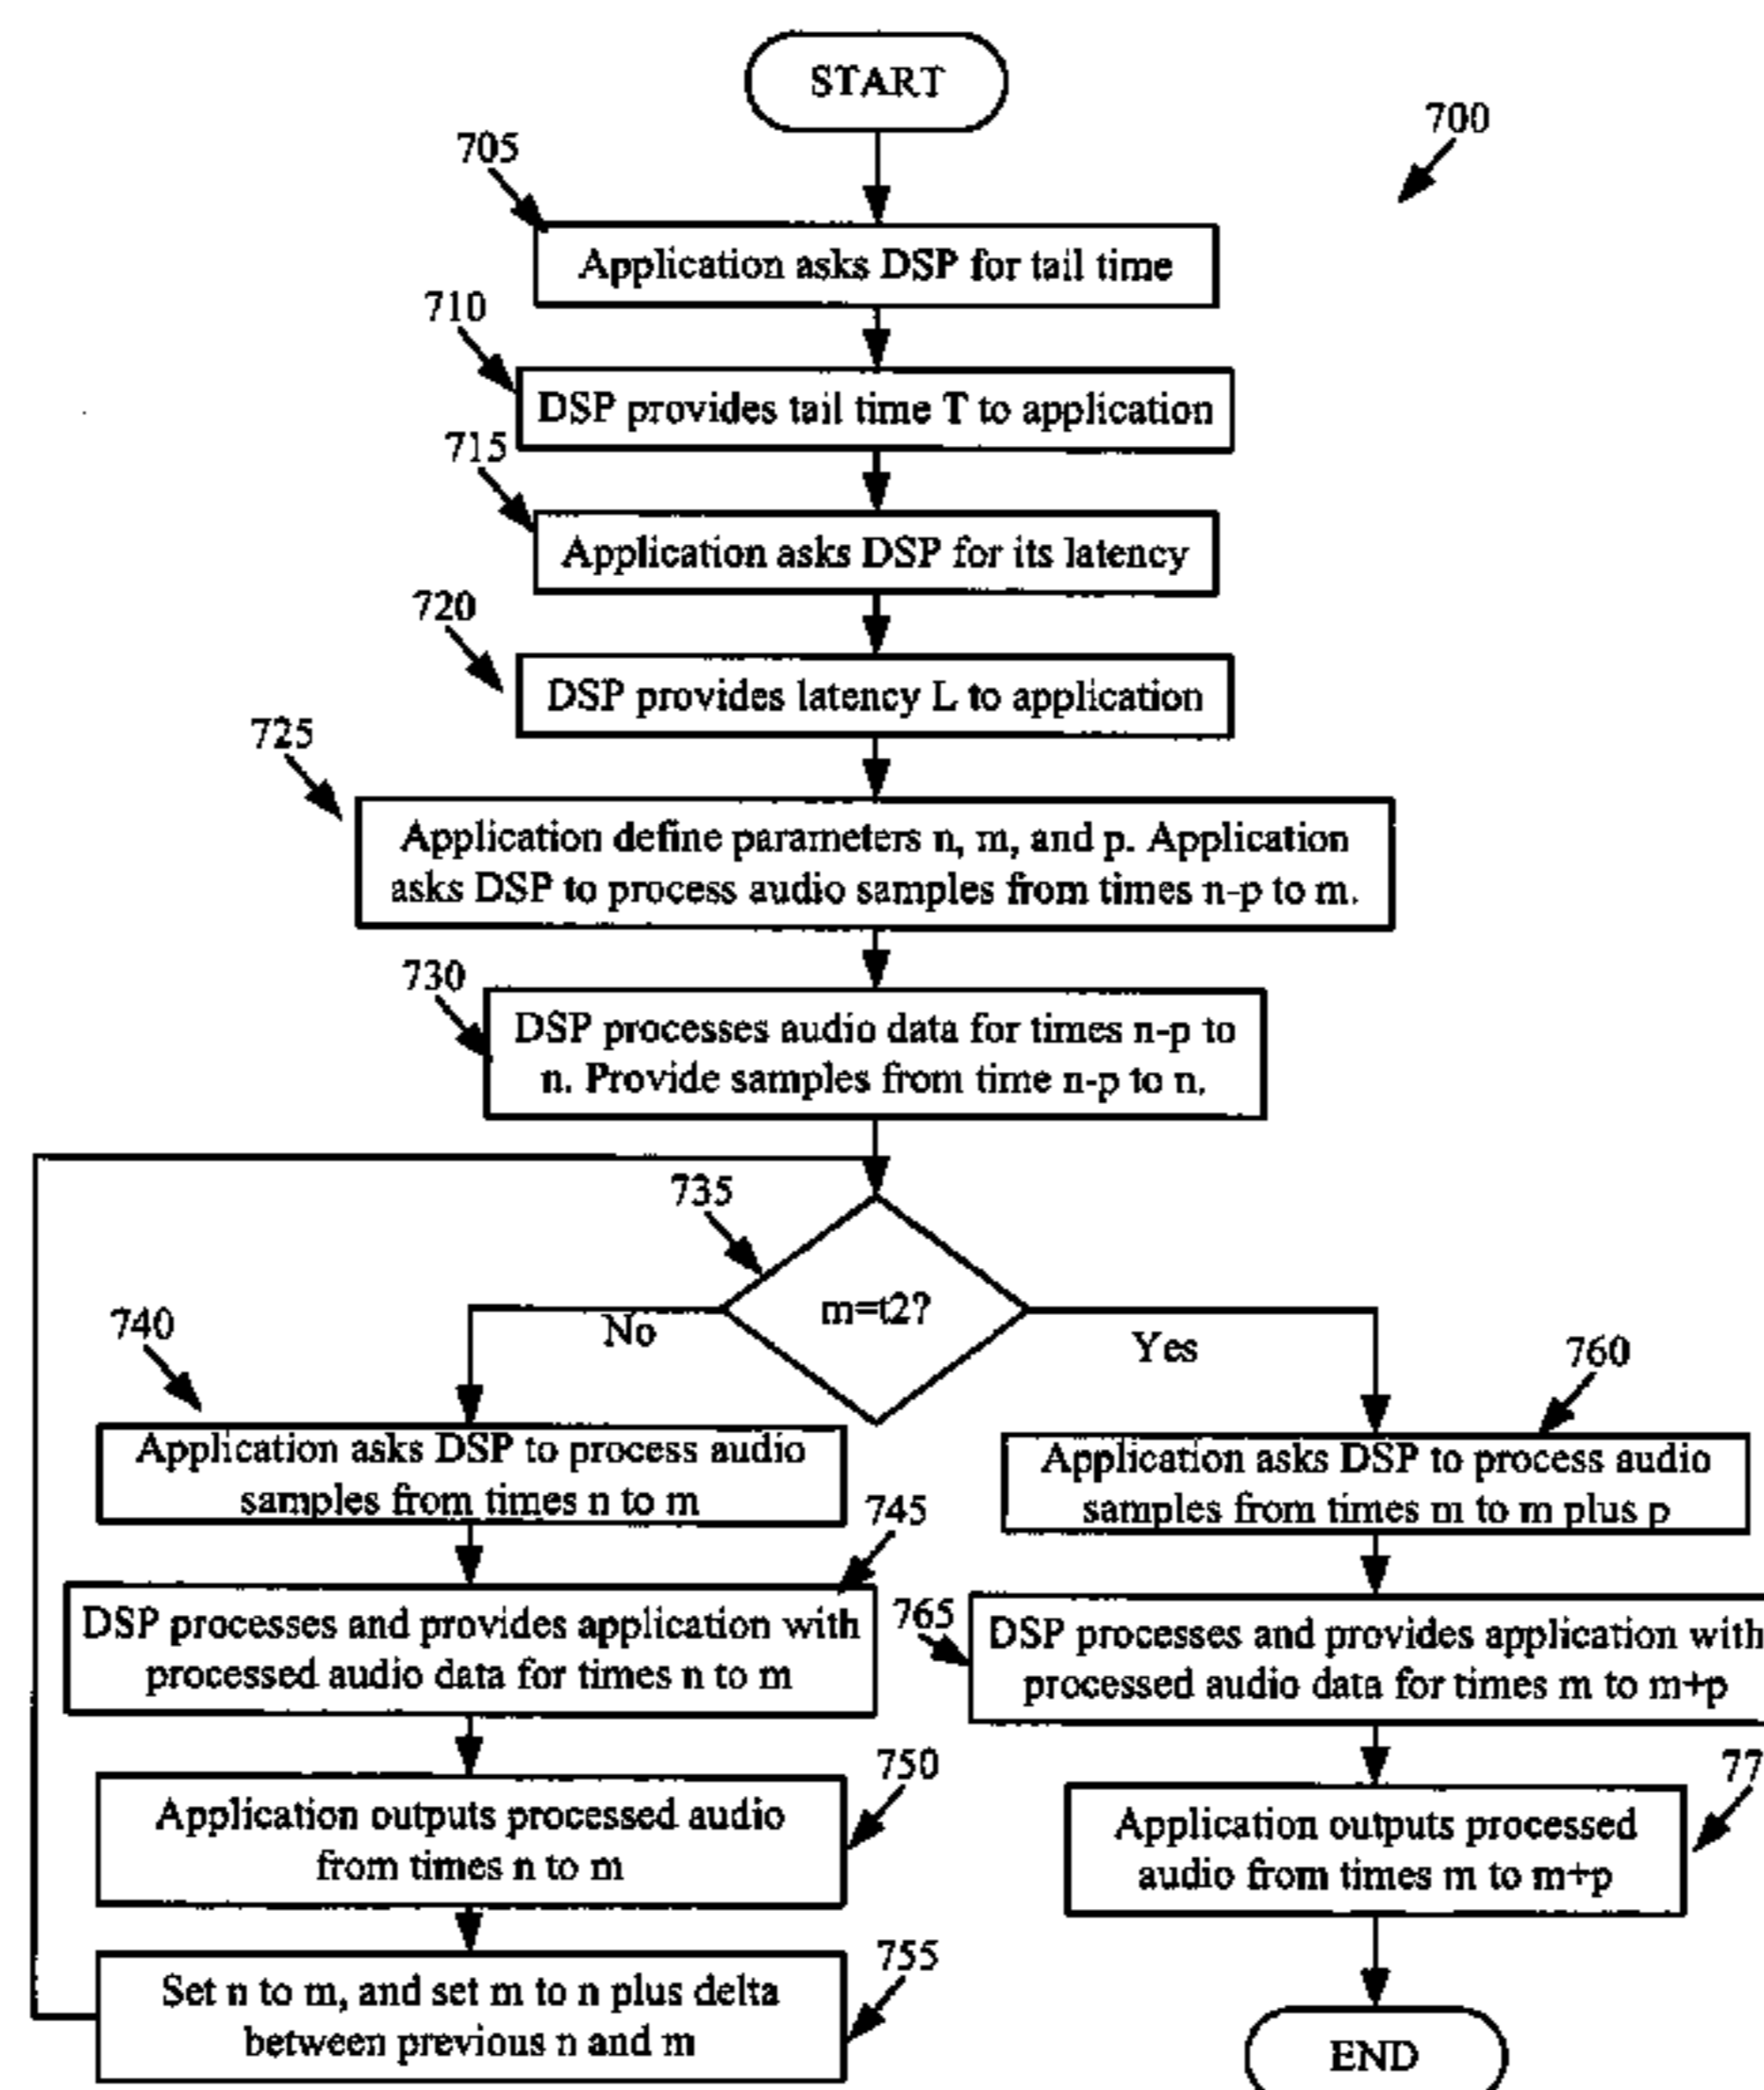 START
700
705
Application asks DSP for tail time
710
DSP provides tail time T to application
715
Application asks DSP for its latency
720
DSP provides latency L to application
725
Application define parameters n, m, and p. Application
asks DSP to process audio samples from times n-p to m.
730
DSP processes audio data for times n-p to
n. Provide samples from time n-p to n.
735
m=t2?
No
Yes
740
Application asks DSP to process audio
samples from times n to m
760
Application asks DSP to process audio
samples from times m to m plus p
745
DSP processes and provides application with
processed audio data for times n to m
765
DSP processes and provides application with
processed audio data for times m to m+p
750
Application outputs processed audio
from times n to m
77
Application outputs processed
audio from times m to m+p
755
Set n to m, and set m to n plus delta
between previous n and m
END